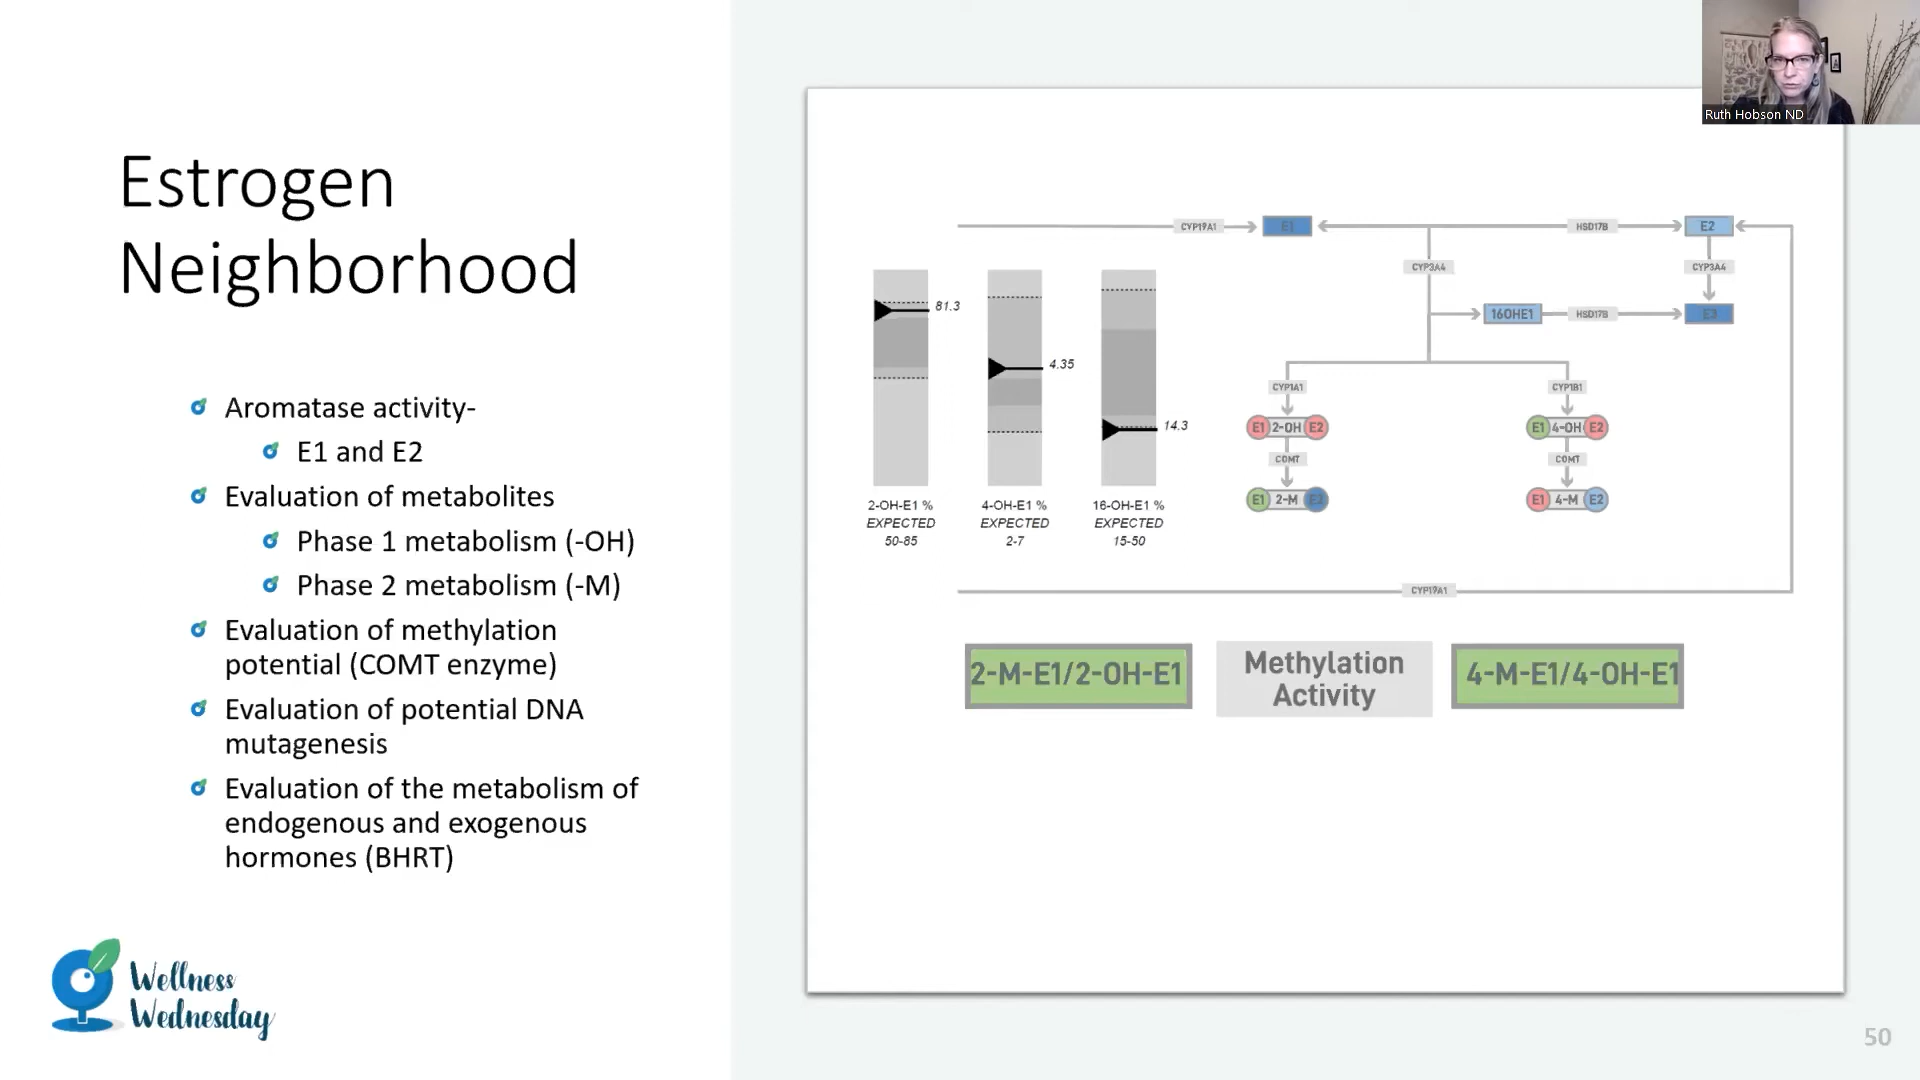 Ruth Hobson ND
Estrogen
Neighborhood
Aromatase activity-
E1 and E2
Evaluation of metabolites
Phase 1 metabolism (-OH)
Phase 2 metabolism (-M)
Evaluation of methylation
potential (COMT enzyme)
Evaluation of potential DNA
mutagenesis
Evaluation of the metabolism of
endogenous and exogenous
hormones (BHRT)
Wellness
Wednesday
CYP19A1 E1 HSD17B E2
CYP3A4 CYP3A4
16OHE1 HSD17B E3
81.3
4.35
14.3
2-OH-E1 %
EXPECTED
50-85
4-OH-E1 %
EXPECTED
2-7
16-OH-E1 %
EXPECTED
15-50
CYP1A1 CYP1B1
E1 2-OH E2 E1 4-OH E2
COMT COMT
E1 2-M E2 E1 4-M E2
CYP19A1
2-M-E1/2-OH-E1
Methylation
Activity
4-M-E1/4-OH-E1
50